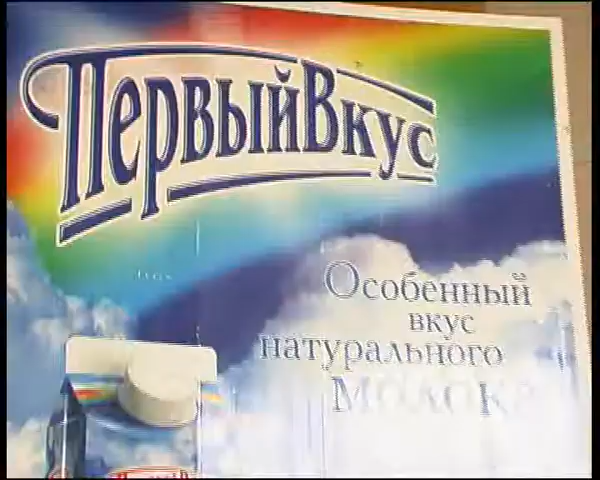 ПервыйВкус
Особенный
вкус
натурального
молока